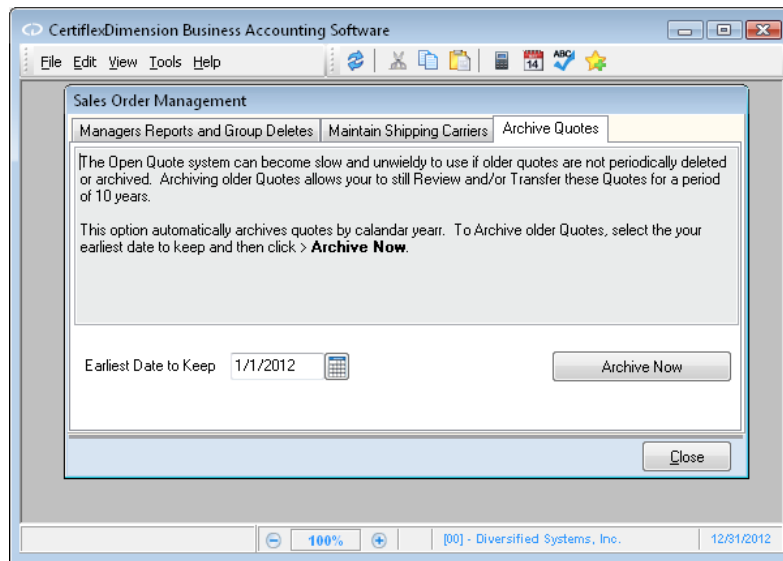 CertiflexDimension Business Accounting Software
File Edit View Tools Help
14
ABC
Sales Order Management
Managers Reports and Group Deletes
Maintain Shipping Carriers
Archive Quotes
The Open Quote system can become slow and unwieldy to use if older quotes are not periodically deleted
or archived. Archiving older Quotes allows your to still Review and/or Transfer these Quotes for a period
of 10 years.
This option automatically archives quotes by calandar yearr. To Archive older Quotes, select the your
earliest date to keep and then click > Archive Now.
Earliest Date to Keep 1/1/2012
Archive Now
Close
100%
[00] - Diversified Systems, Inc.
12/31/2012